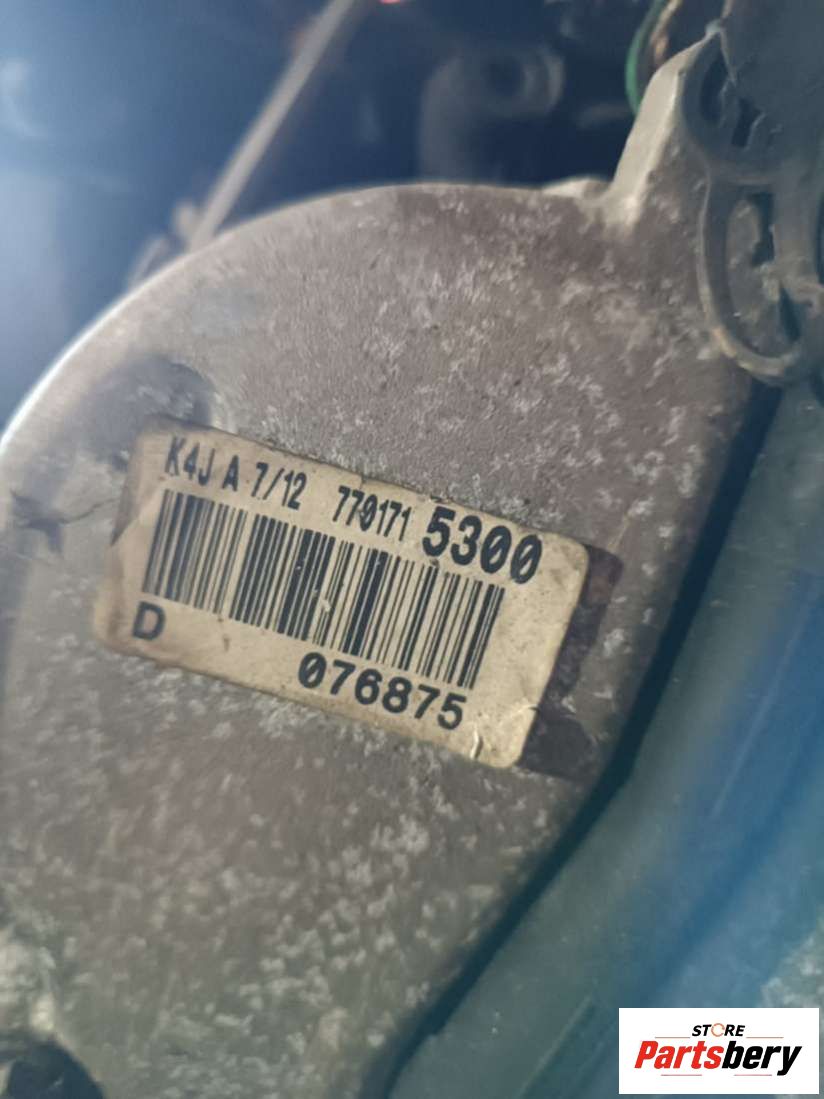 K4J A 7/12 770171 5300
D
076875
STORE
Partsbery